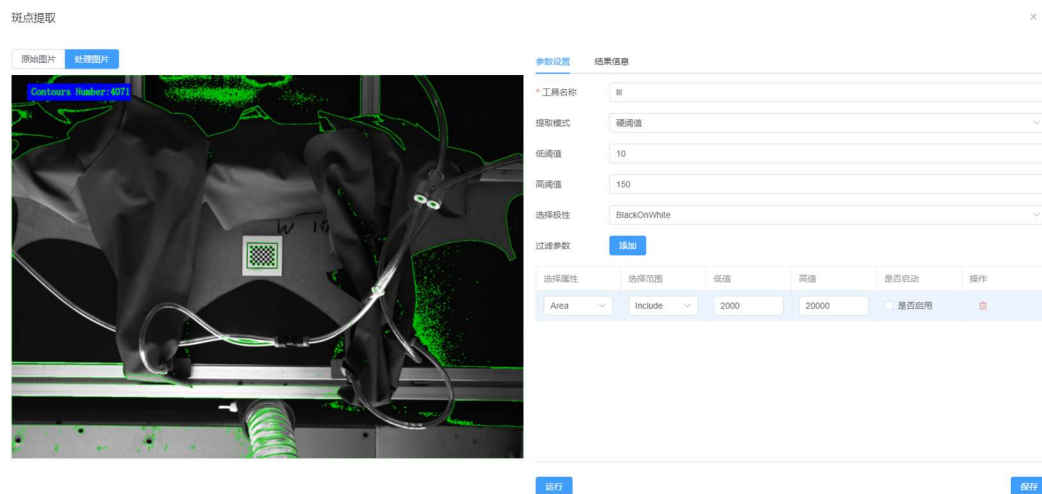 斑点提取
×
原始图片 处理图片
Contours Number:4071
W
参数设置 结果信息
* 工具名称 lll
提取模式 硬阈值
低阈值 10
高阈值 150
选择极性 BlackOnWhite
过滤参数 添加
选择属性 选择范围 低值 高值 是否启动 操作
Area Include 2000 20000 是否启用
运行 保存